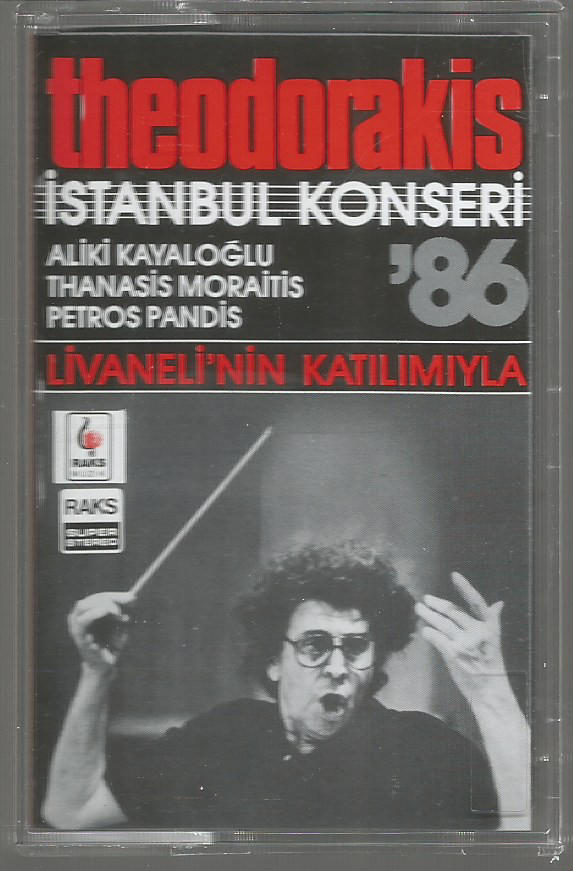 theodorakis
İSTANBUL KONSERİ
'86
ALİKİ KAYALOĞLU
THANASİS MORAİTİS
PETROS PANDİS
LİVANELİ'NİN KATILIMIYLA
RAKS
MÜZİK
RAKS
SUPER
STEREO